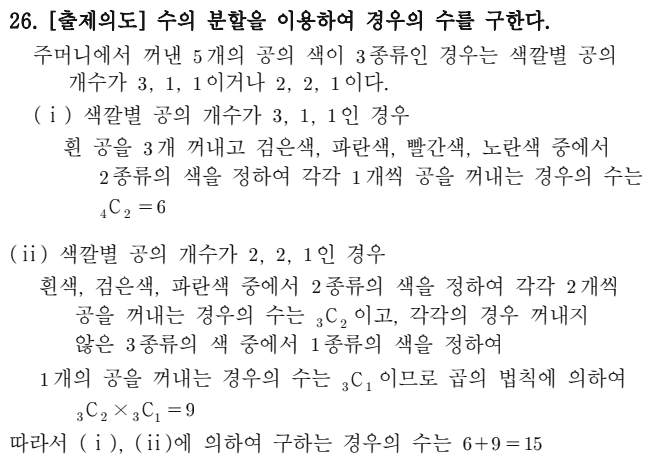 26. [출제의도] 수의 분할을 이용하여 경우의 수를 구한다.
주머니에서 꺼낸 5개의 공의 색이 3종류인 경우는 색깔별 공의
개수가 3, 1, 1이거나 2, 2, 1이다.
(ⅰ) 색깔별 공의 개수가 3, 1, 1인 경우
흰 공을 3개 꺼내고 검은색, 파란색, 빨간색, 노란색 중에서
2종류의 색을 정하여 각각 1개씩 공을 꺼내는 경우의 수는
₄C₂ = 6
(ⅱ) 색깔별 공의 개수가 2, 2, 1인 경우
흰색, 검은색, 파란색 중에서 2종류의 색을 정하여 각각 2개씩
공을 꺼내는 경우의 수는 ₃C₂ 이고, 각각의 경우 꺼내지
않은 3종류의 색 중에서 1종류의 색을 정하여
1개의 공을 꺼내는 경우의 수는 ₃C₁ 이므로 곱의 법칙에 의하여
₃C₂ × ₃C₁ = 9
따라서 (ⅰ), (ⅱ)에 의하여 구하는 경우의 수는 6+9 = 15